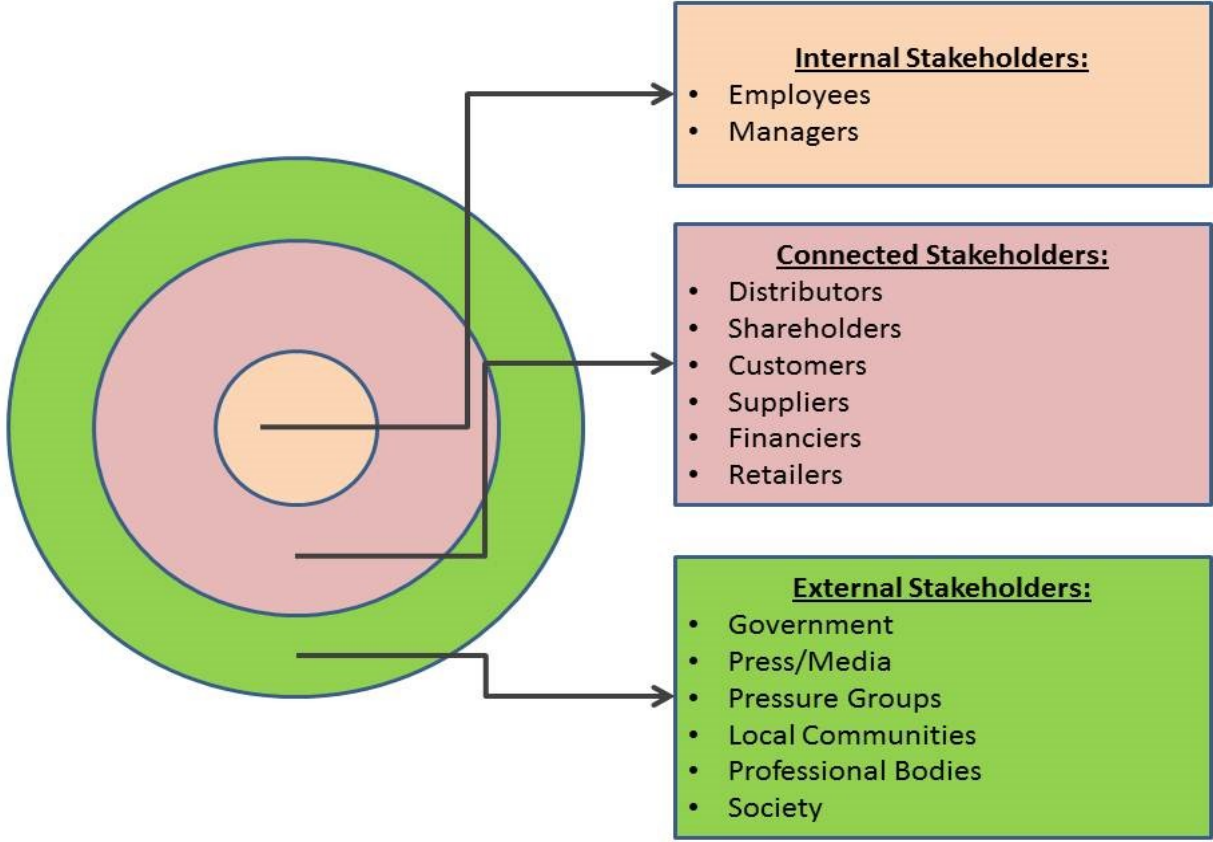 Internal Stakeholders:
• Employees
• Managers
Connected Stakeholders:
• Distributors
• Shareholders
• Customers
• Suppliers
• Financiers
• Retailers
External Stakeholders:
• Government
• Press/Media
• Pressure Groups
• Local Communities
• Professional Bodies
• Society